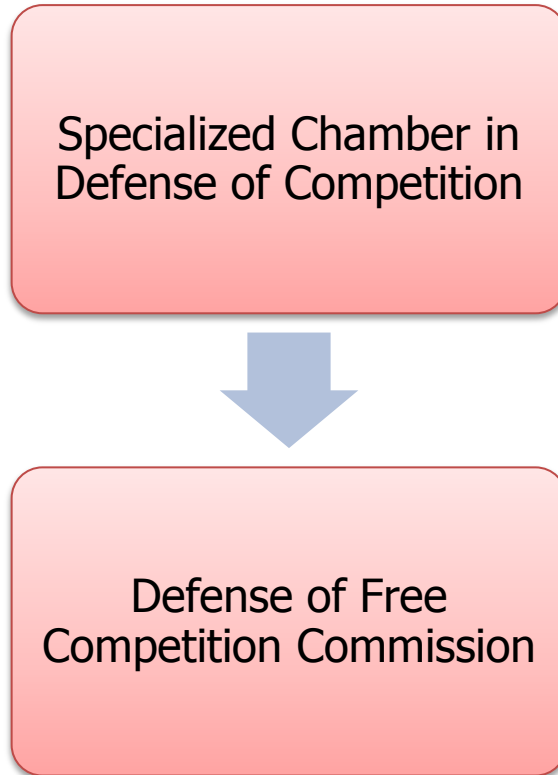 Specialized Chamber in
Defense of Competition
Defense of Free
Competition Commission